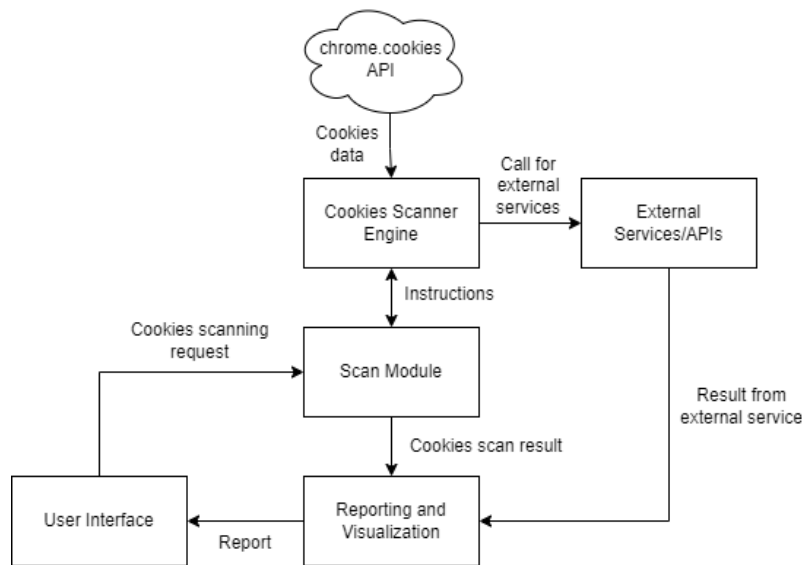 chrome.cookies
API
Cookies
data
Call for
external
services
Cookies Scanner
Engine
External
Services/APIs
Instructions
Cookies scanning
request
Scan Module
Result from
external service
Cookies scan result
User Interface
Reporting and
Visualization
Report